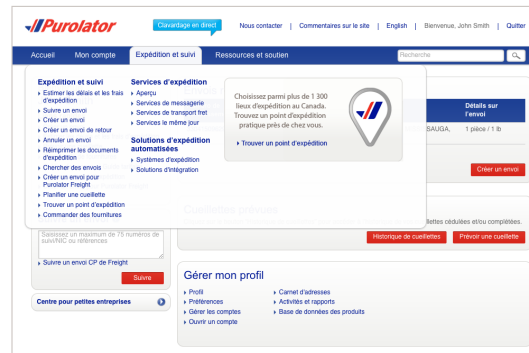 Purolator
Clavardage en direct
Nous contacter | Commentaires sur le site | English | Bienvenue, John Smith | Quitter
Accueil Mon compte Expédition et suivi Ressources et soutien
Recherche
Expédition et suivi
Estimer les délais et les frais
d'expédition
Suivre un envoi
Créer un envoi
Créer un envoi de retour
Annuler un envoi
Réimprimer les documents
d'expédition
Chercher des envois
Créer un envoi pour
Purolator Freight
Planifier une cueillette
Trouver un point d'expédition
Commander des fournitures
Services d'expédition
Aperçu
Services de messagerie
Services de transport fret
Services le même jour
Solutions d'expédition
automatisées
Systèmes d'expédition
Solutions d'intégration
Choisissez parmi plus de 1 300
lieux d'expédition au Canada.
Trouvez un point d'expédition
pratique près de chez vous.
Trouver un point d'expédition
Détails sur
l'envoi
SAUGA, 1 pièce / 1 lb
Créer un envoi
Cueillettes prévues
llettes cédulées et/ou complétées.
Historique de cueillettes Prévoir une cueillette
Saisissez un maximum de 75 numéros de
suivi/NIC ou références
Suivre un envoi CP de Freight
Suivre
Centre pour petites entreprises
Gérer mon profil
Profil
Préférences
Gérer les comptes
Ouvrir un compte
Carnet d'adresses
Activités et rapports
Base de données des produits